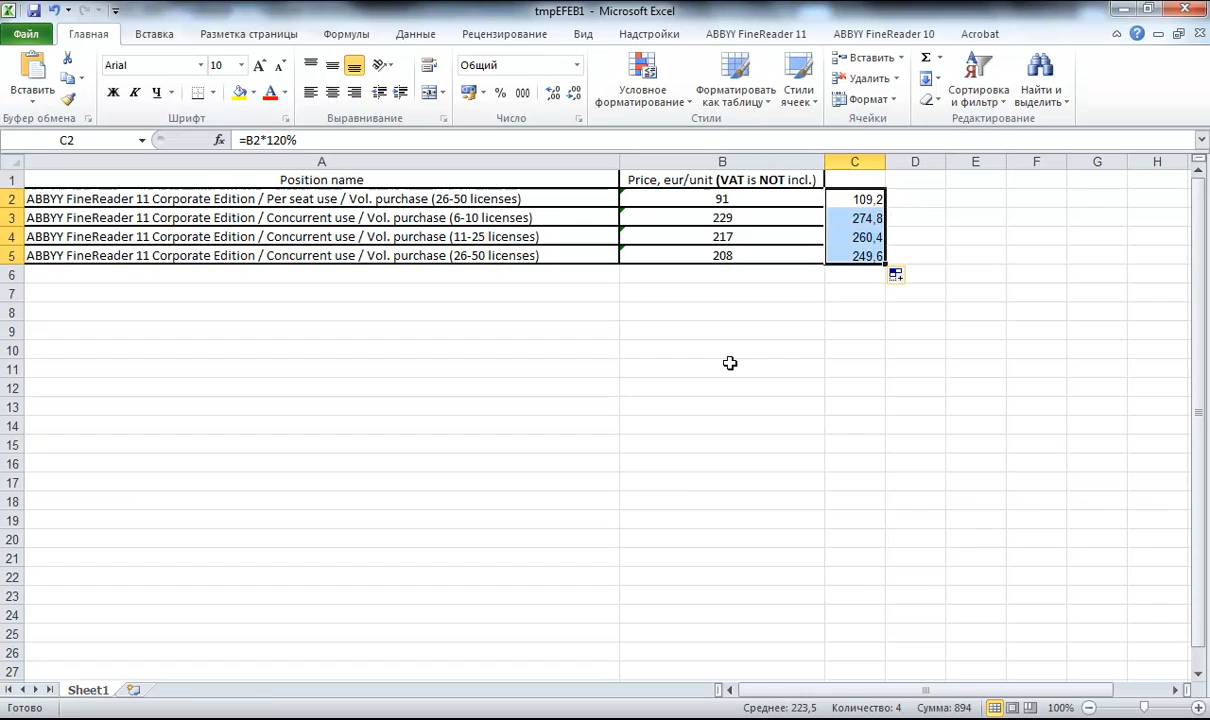 tmpEFEB1 - Microsoft Excel
Файл Главная Вставка Разметка страницы Формулы Данные Рецензирование Вид Надстройки ABBYY FineReader 11 ABBYY FineReader 10 Acrobat
Вставить
Arial 10
Ж К Ч
Общий
% 000
Условное форматирование
Форматировать как таблицу
Стили ячеек
Вставить
Удалить
Формат
Σ
Сортировка и фильтр
Найти и выделить
Буфер обмена Шрифт Выравнивание Число Стили Ячейки Редактирование
C2 fx =B2*120%
A B C D E F G H
1 Position name Price, eur/unit (VAT is NOT incl.)
2 ABBYY FineReader 11 Corporate Edition / Per seat use / Vol. purchase (26-50 licenses) 91 109,2
3 ABBYY FineReader 11 Corporate Edition / Concurrent use / Vol. purchase (6-10 licenses) 229 274,8
4 ABBYY FineReader 11 Corporate Edition / Concurrent use / Vol. purchase (11-25 licenses) 217 260,4
5 ABBYY FineReader 11 Corporate Edition / Concurrent use / Vol. purchase (26-50 licenses) 208 249,6
6
7
8
9
10
11
12
13
14
15
16
17
18
19
20
21
22
23
24
25
26
27
Sheet1
Готово Среднее: 223,5 Количество: 4 Сумма: 894 100%